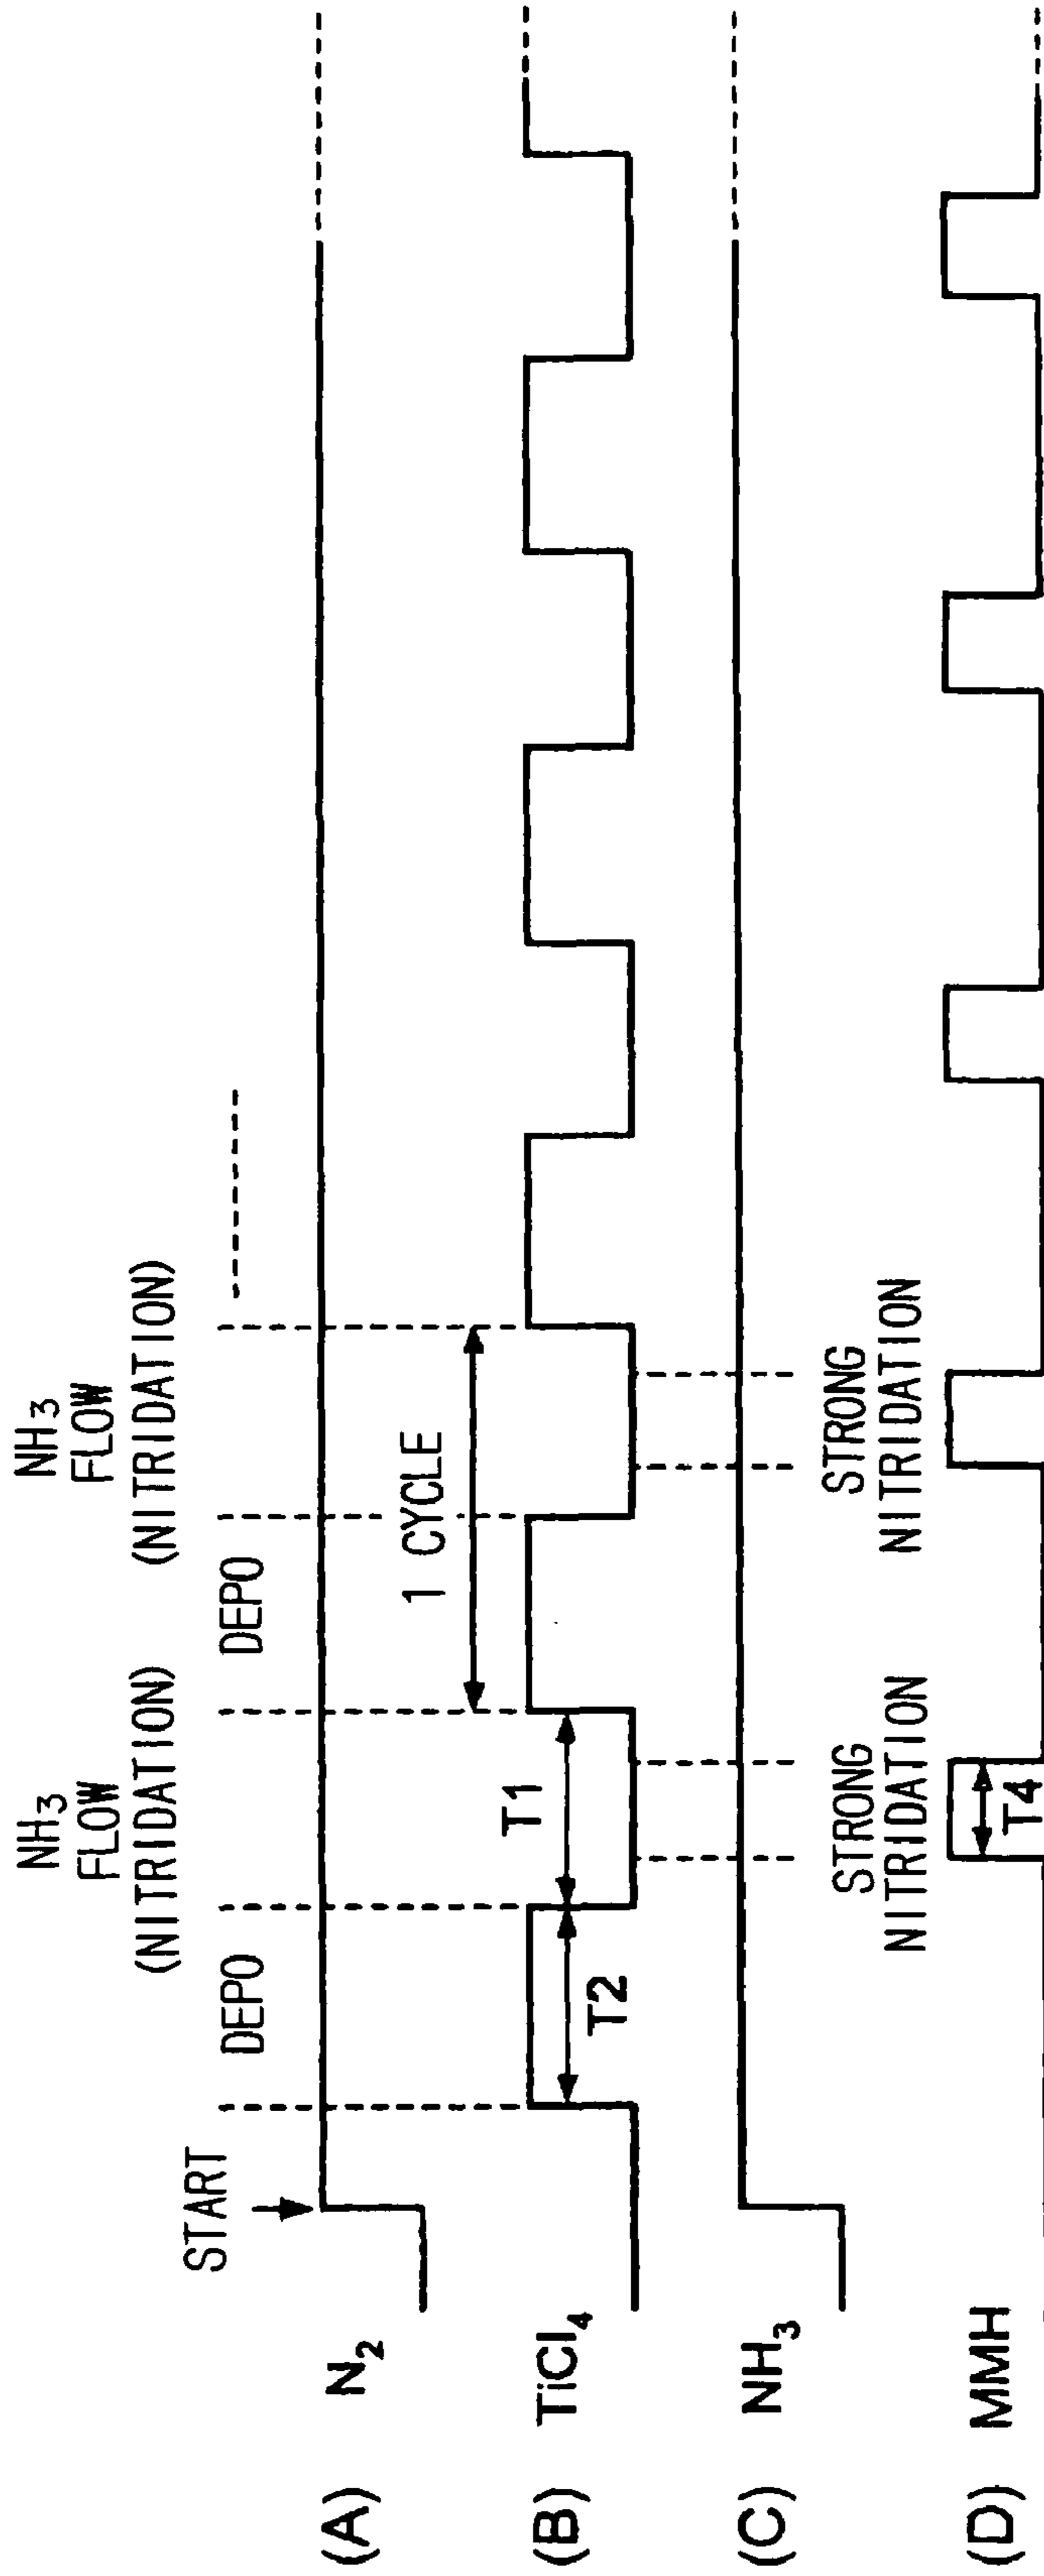 NH3
FLOW
(NITRIDATION)
NH3
FLOW
(NITRIDATION)
START
DEPO
DEPO
1 CYCLE
(A) N2
T2
T1
(B) TiCl4
(C) NH3
STRONG
NITRIDATION
STRONG
NITRIDATION
(D) MMH
T4